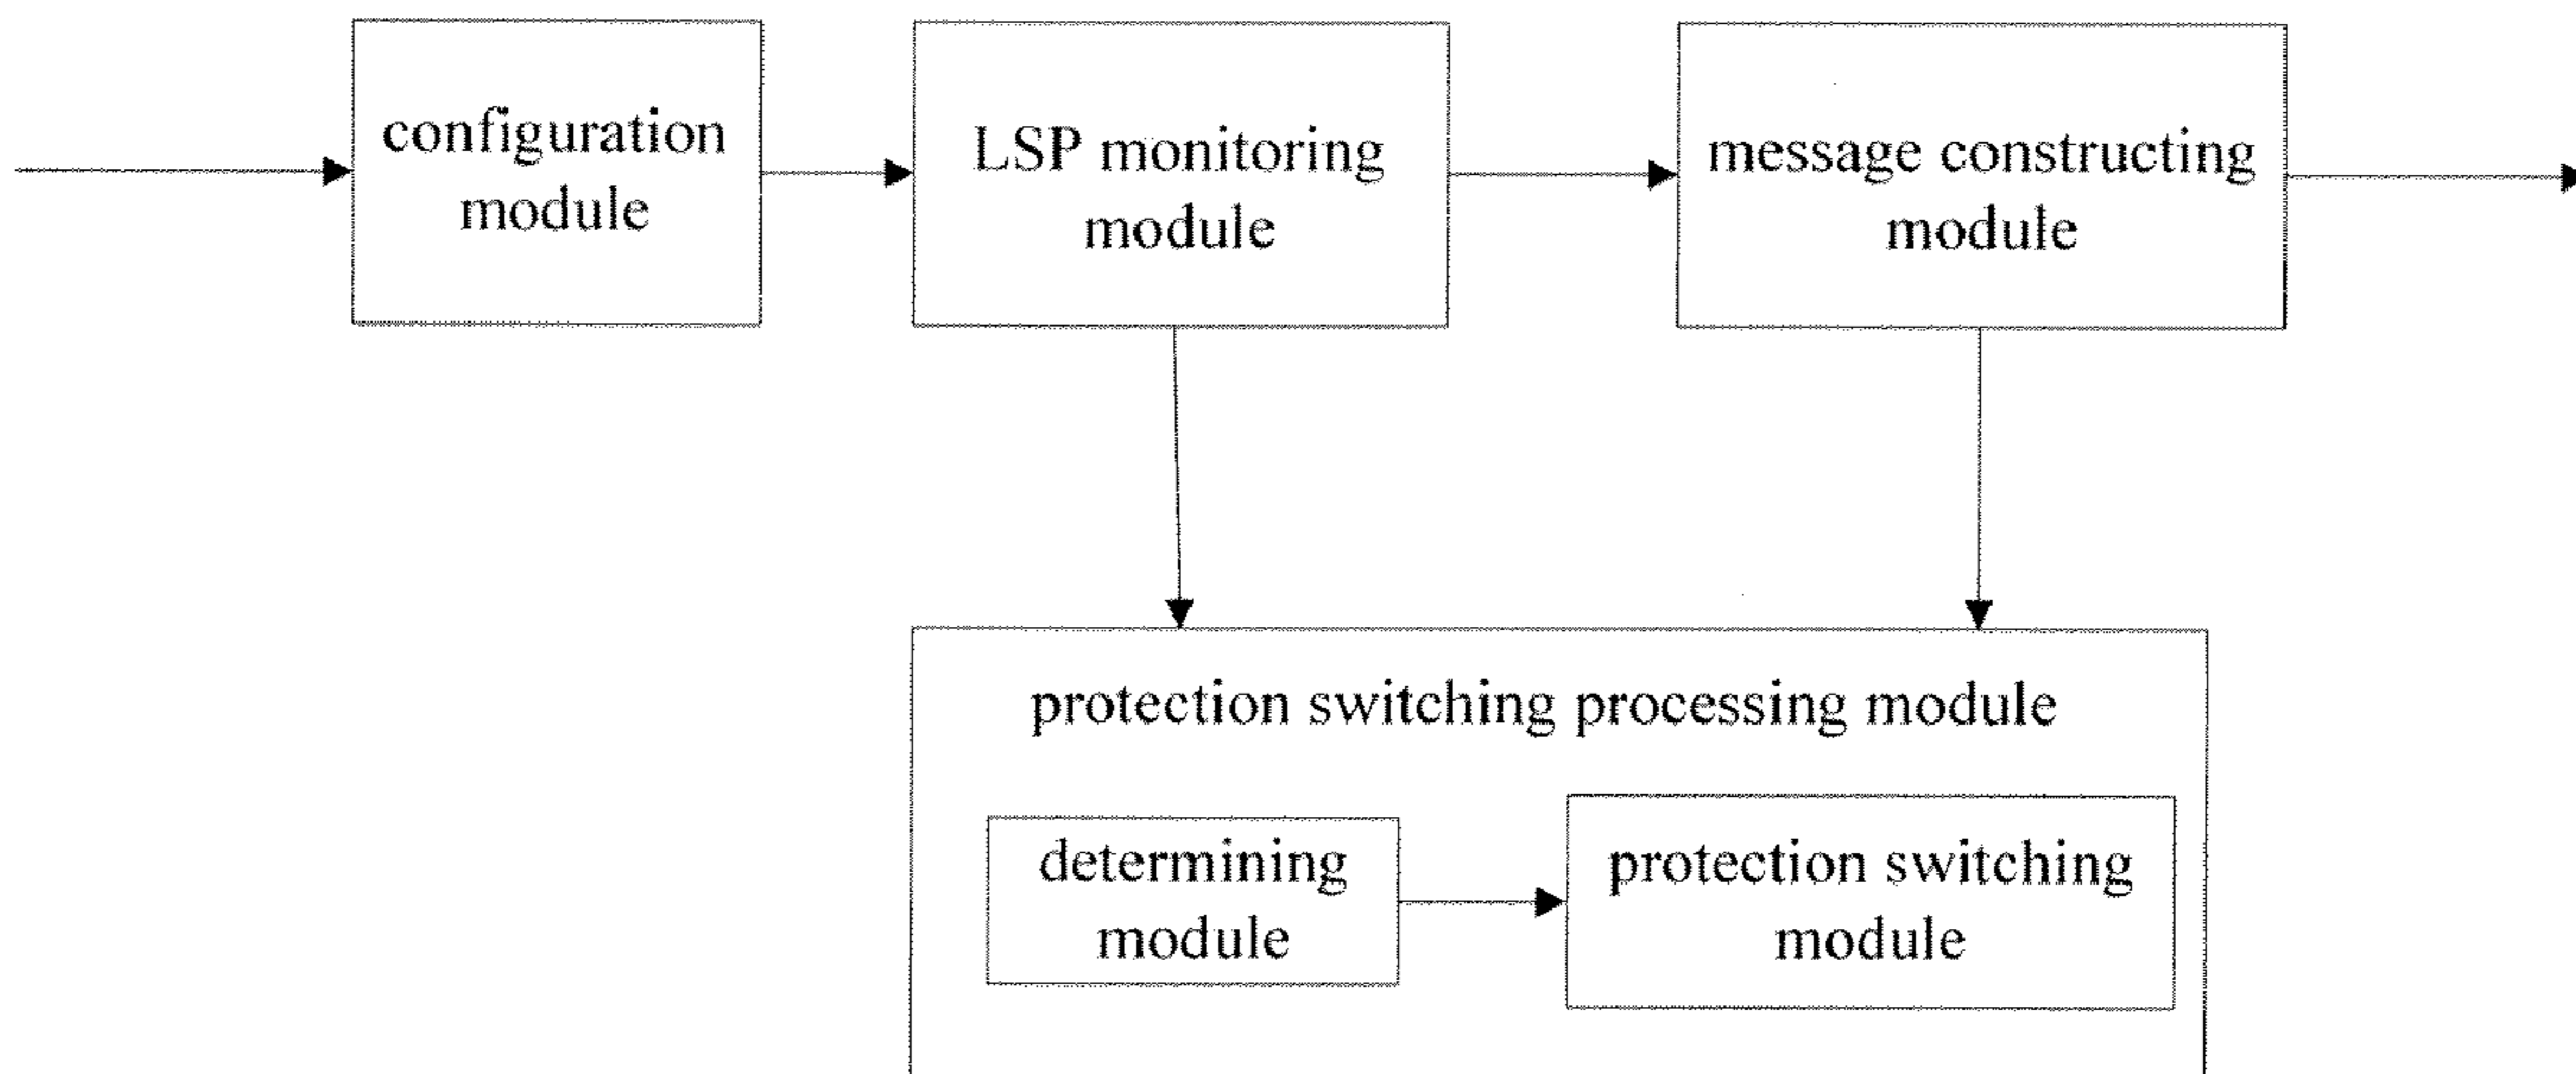 configuration
module
LSP monitoring
module
message constructing
module
protection switching processing module
determining
module
protection switching
module